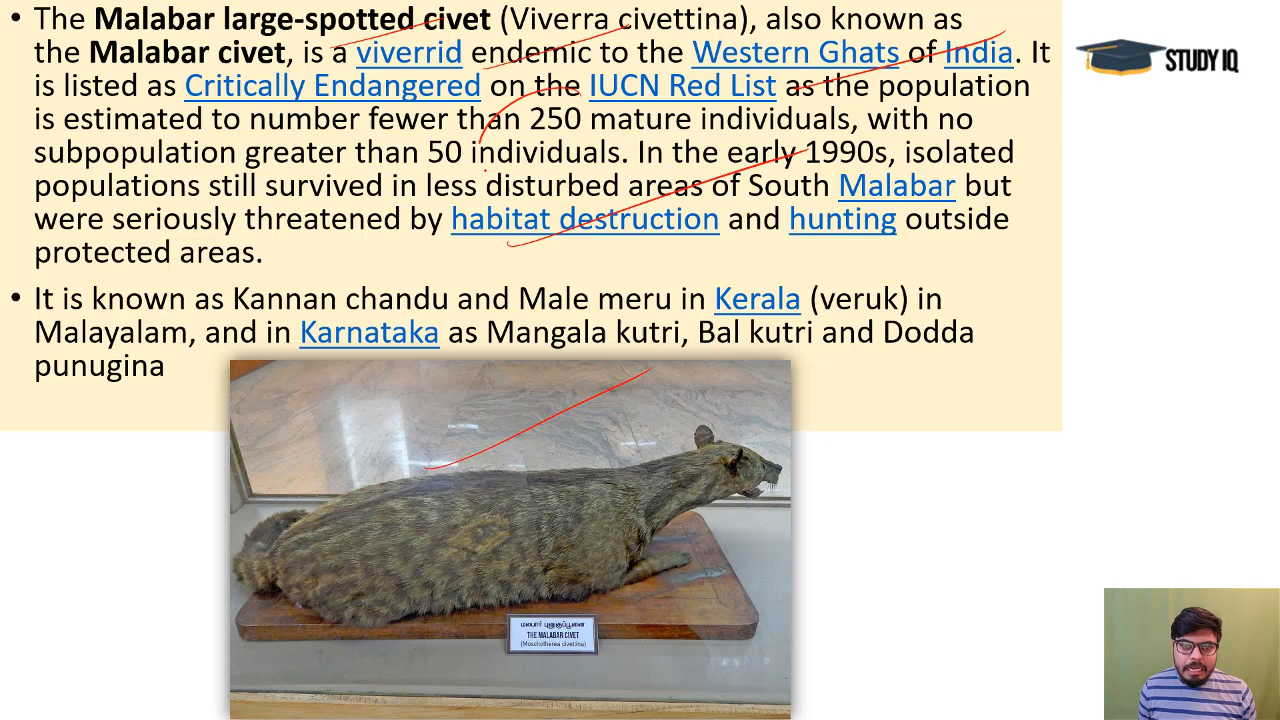 • The Malabar large-spotted civet (Viverra civettina), also known as
the Malabar civet, is a viverrid endemic to the Western Ghats of India. It
is listed as Critically Endangered on the IUCN Red List as the population
is estimated to number fewer than 250 mature individuals, with no
subpopulation greater than 50 individuals. In the early 1990s, isolated
populations still survived in less disturbed areas of South Malabar but
were seriously threatened by habitat destruction and hunting outside
protected areas.
• It is known as Kannan chandu and Male meru in Kerala (veruk) in
Malayalam, and in Karnataka as Mangala kutri, Bal kutri and Dodda
punugina
STUDY IQ
மலபார் புனுகுப்பூனை
THE MALABAR CIVET
(Moschotherea civettina)